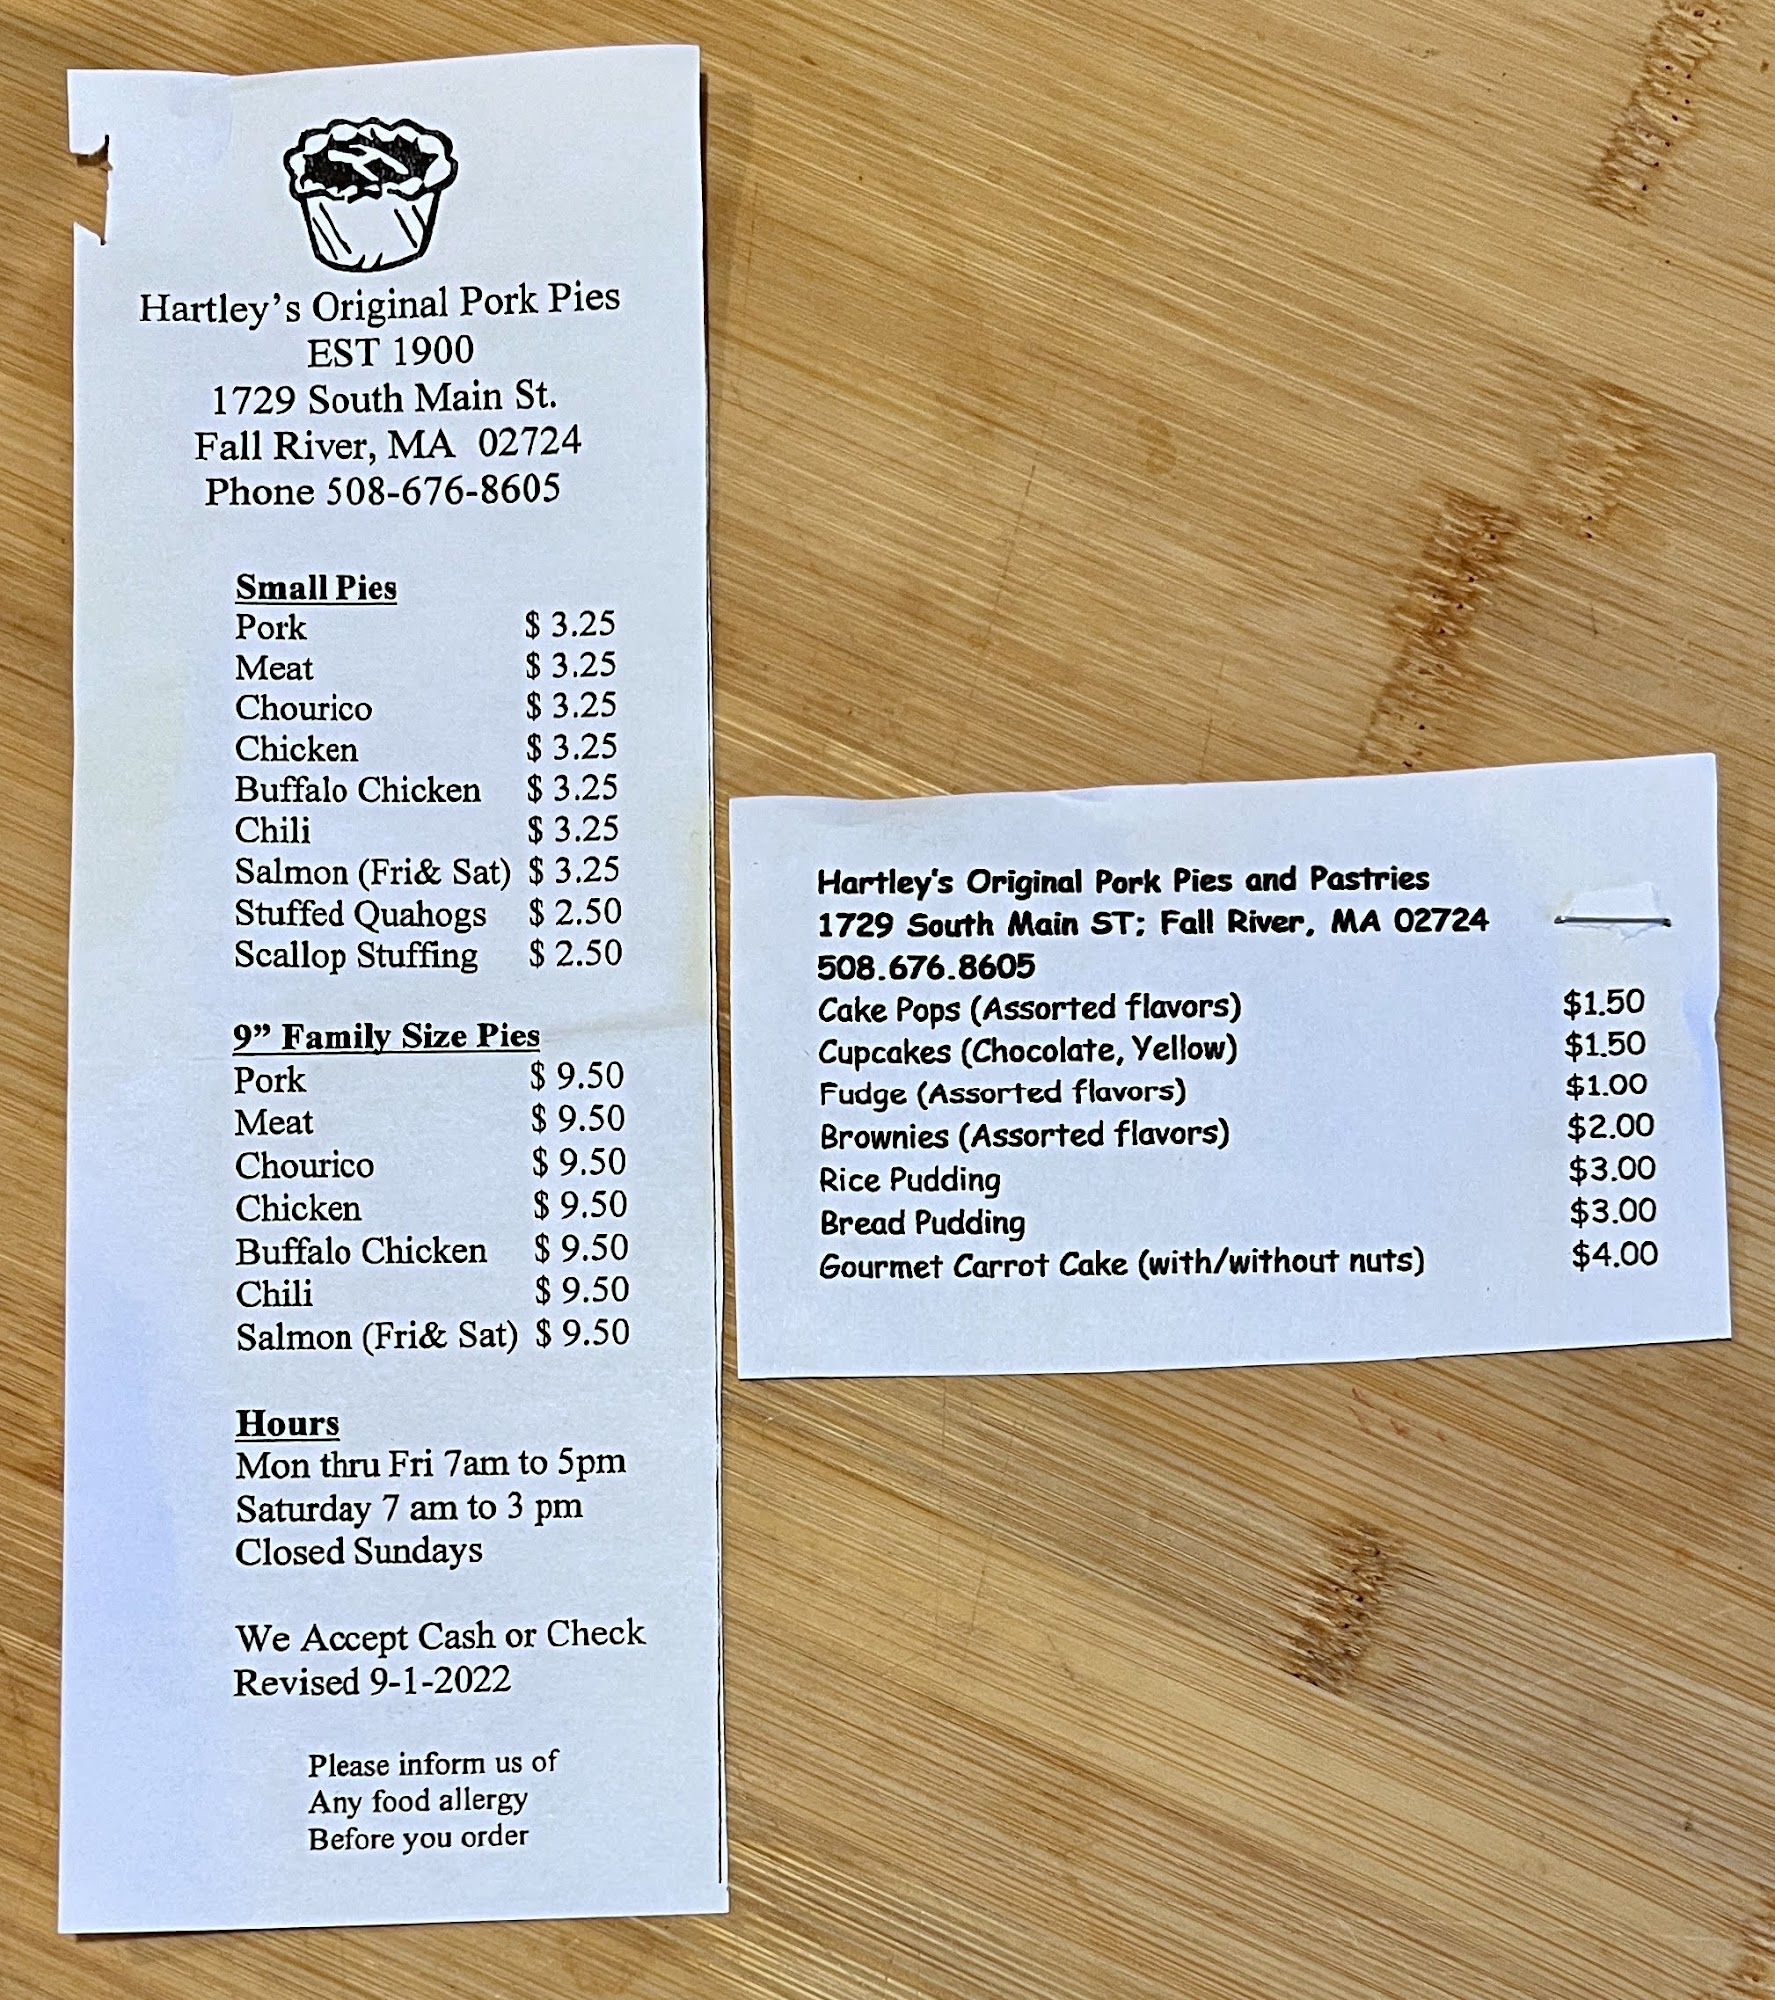 Hartley's Original Pork Pies
EST 1900
1729 South Main St.
Fall River, MA 02724
Phone 508-676-8605
Small Pies
Pork $ 3.25
Meat $ 3.25
Chourico $ 3.25
Chicken $ 3.25
Buffalo Chicken $ 3.25
Chili $ 3.25
Salmon (Fri& Sat) $ 3.25
Stuffed Quahogs $ 2.50
Scallop Stuffing $ 2.50
9" Family Size Pies
Pork $ 9.50
Meat $ 9.50
Chourico $ 9.50
Chicken $ 9.50
Buffalo Chicken $ 9.50
Chili $ 9.50
Salmon (Fri& Sat) $ 9.50
Hours
Mon thru Fri 7am to 5pm
Saturday 7 am to 3 pm
Closed Sundays
We Accept Cash or Check
Revised 9-1-2022
Please inform us of
Any food allergy
Before you order
Hartley's Original Pork Pies and Pastries
1729 South Main ST; Fall River, MA 02724
508.676.8605
Cake Pops (Assorted flavors) $1.50
Cupcakes (Chocolate, Yellow) $1.50
Fudge (Assorted flavors) $1.00
Brownies (Assorted flavors) $2.00
Rice Pudding $3.00
Bread Pudding $3.00
Gourmet Carrot Cake (with/without nuts) $4.00